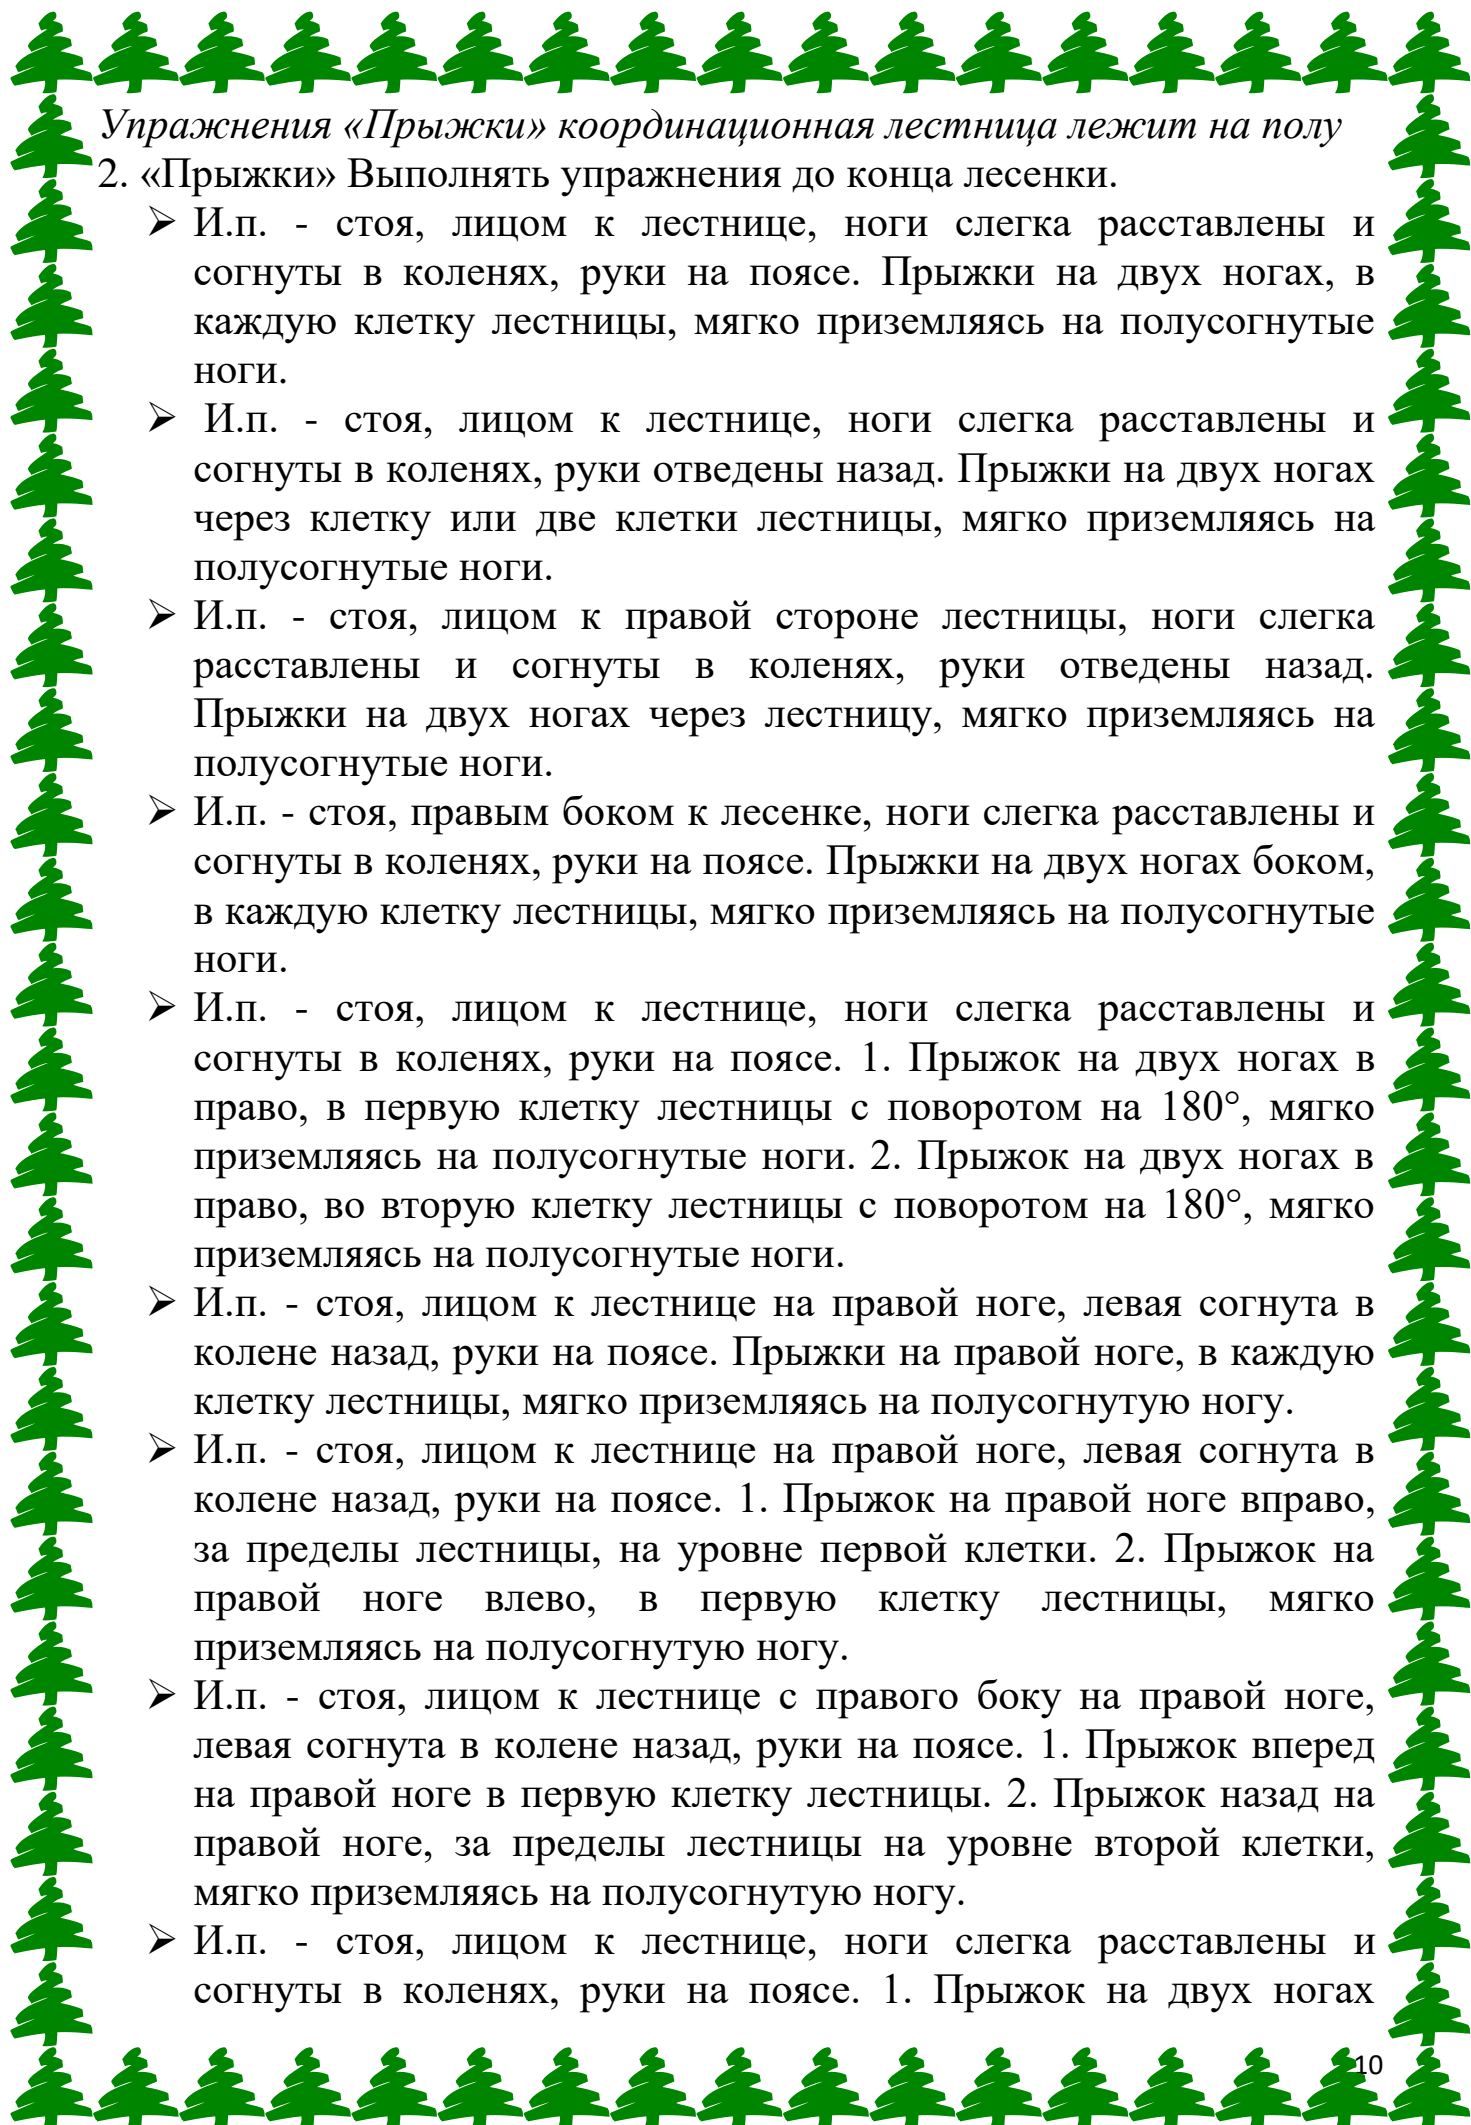 Упражнения «Прыжки» координационная лестница лежит на полу
2. «Прыжки» Выполнять упражнения до конца лесенки.
➢ И.п. - стоя, лицом к лестнице, ноги слегка расставлены и
согнуты в коленях, руки на поясе. Прыжки на двух ногах, в
каждую клетку лестницы, мягко приземляясь на полусогнутые
ноги.
➢ И.п. - стоя, лицом к лестнице, ноги слегка расставлены и
согнуты в коленях, руки отведены назад. Прыжки на двух ногах
через клетку или две клетки лестницы, мягко приземляясь на
полусогнутые ноги.
➢ И.п. - стоя, лицом к правой стороне лестницы, ноги слегка
расставлены и согнуты в коленях, руки отведены назад.
Прыжки на двух ногах через лестницу, мягко приземляясь на
полусогнутые ноги.
➢ И.п. - стоя, правым боком к лесенке, ноги слегка расставлены и
согнуты в коленях, руки на поясе. Прыжки на двух ногах боком,
в каждую клетку лестницы, мягко приземляясь на полусогнутые
ноги.
➢ И.п. - стоя, лицом к лестнице, ноги слегка расставлены и
согнуты в коленях, руки на поясе. 1. Прыжок на двух ногах в
право, в первую клетку лестницы с поворотом на 180°, мягко
приземляясь на полусогнутые ноги. 2. Прыжок на двух ногах в
право, во вторую клетку лестницы с поворотом на 180°, мягко
приземляясь на полусогнутые ноги.
➢ И.п. - стоя, лицом к лестнице на правой ноге, левая согнута в
колене назад, руки на поясе. Прыжки на правой ноге, в каждую
клетку лестницы, мягко приземляясь на полусогнутую ногу.
➢ И.п. - стоя, лицом к лестнице на правой ноге, левая согнута в
колене назад, руки на поясе. 1. Прыжок на правой ноге вправо,
за пределы лестницы, на уровне первой клетки. 2. Прыжок на
правой ноге влево, в первую клетку лестницы, мягко
приземляясь на полусогнутую ногу.
➢ И.п. - стоя, лицом к лестнице с правого боку на правой ноге,
левая согнута в колене назад, руки на поясе. 1. Прыжок вперед
на правой ноге в первую клетку лестницы. 2. Прыжок назад на
правой ноге, за пределы лестницы на уровне второй клетки,
мягко приземляясь на полусогнутую ногу.
➢ И.п. - стоя, лицом к лестнице, ноги слегка расставлены и
согнуты в коленях, руки на поясе. 1. Прыжок на двух ногах
10